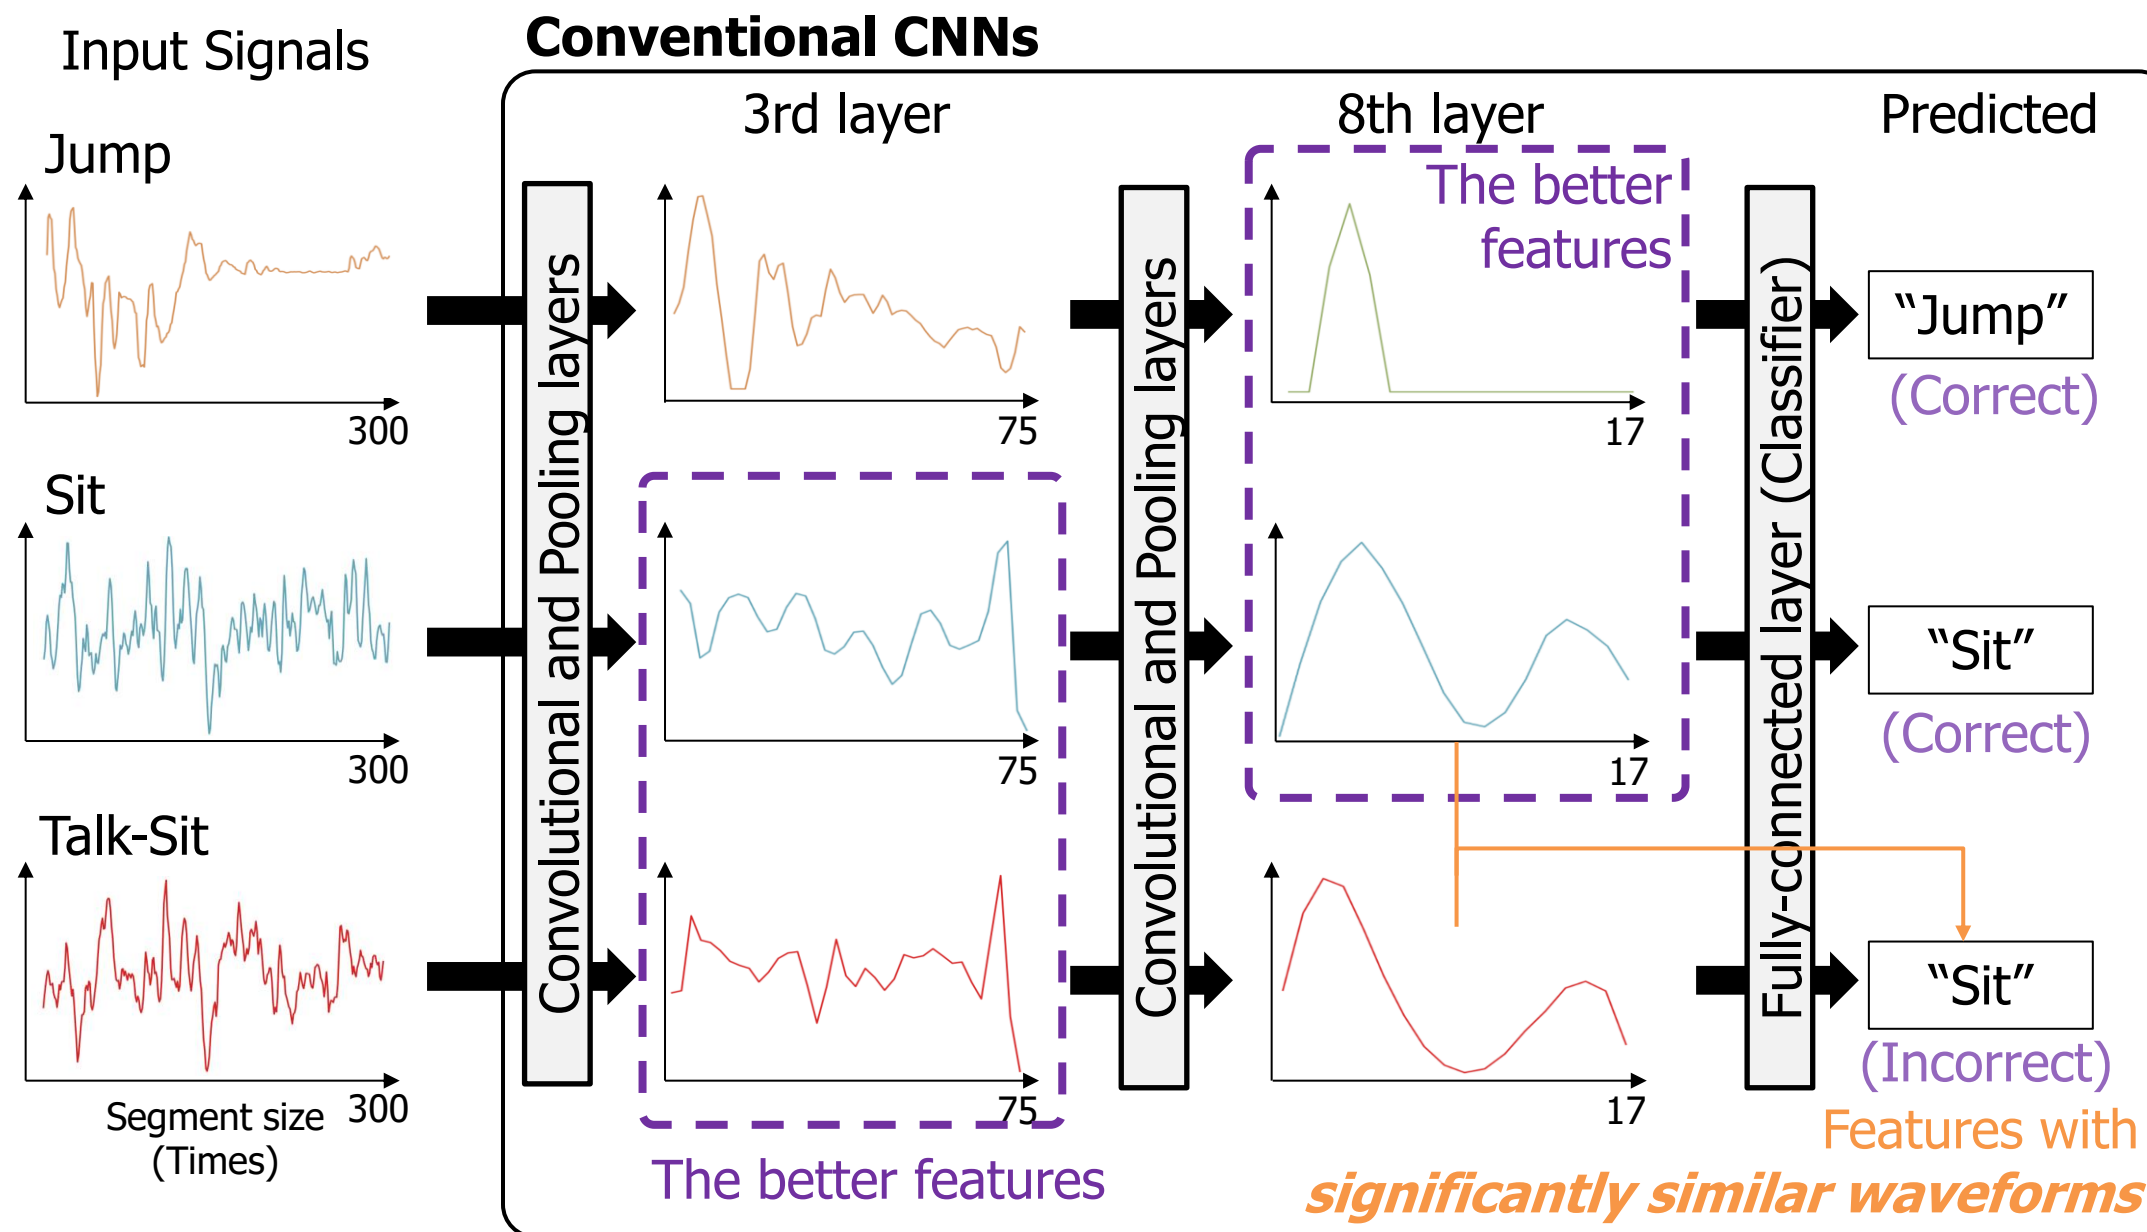 Input Signals
Conventional CNNs
3rd layer
8th layer
Predicted
Jump
300
Sit
300
Talk-Sit
300
Segment size
(Times)
Convolutional and Pooling layers
75
75
75
The better features
Convolutional and Pooling layers
The better
features
17
17
17
Fully-connected layer (Classifier)
“Jump”
(Correct)
“Sit”
(Correct)
“Sit”
(Incorrect)
Features with
significantly similar waveforms